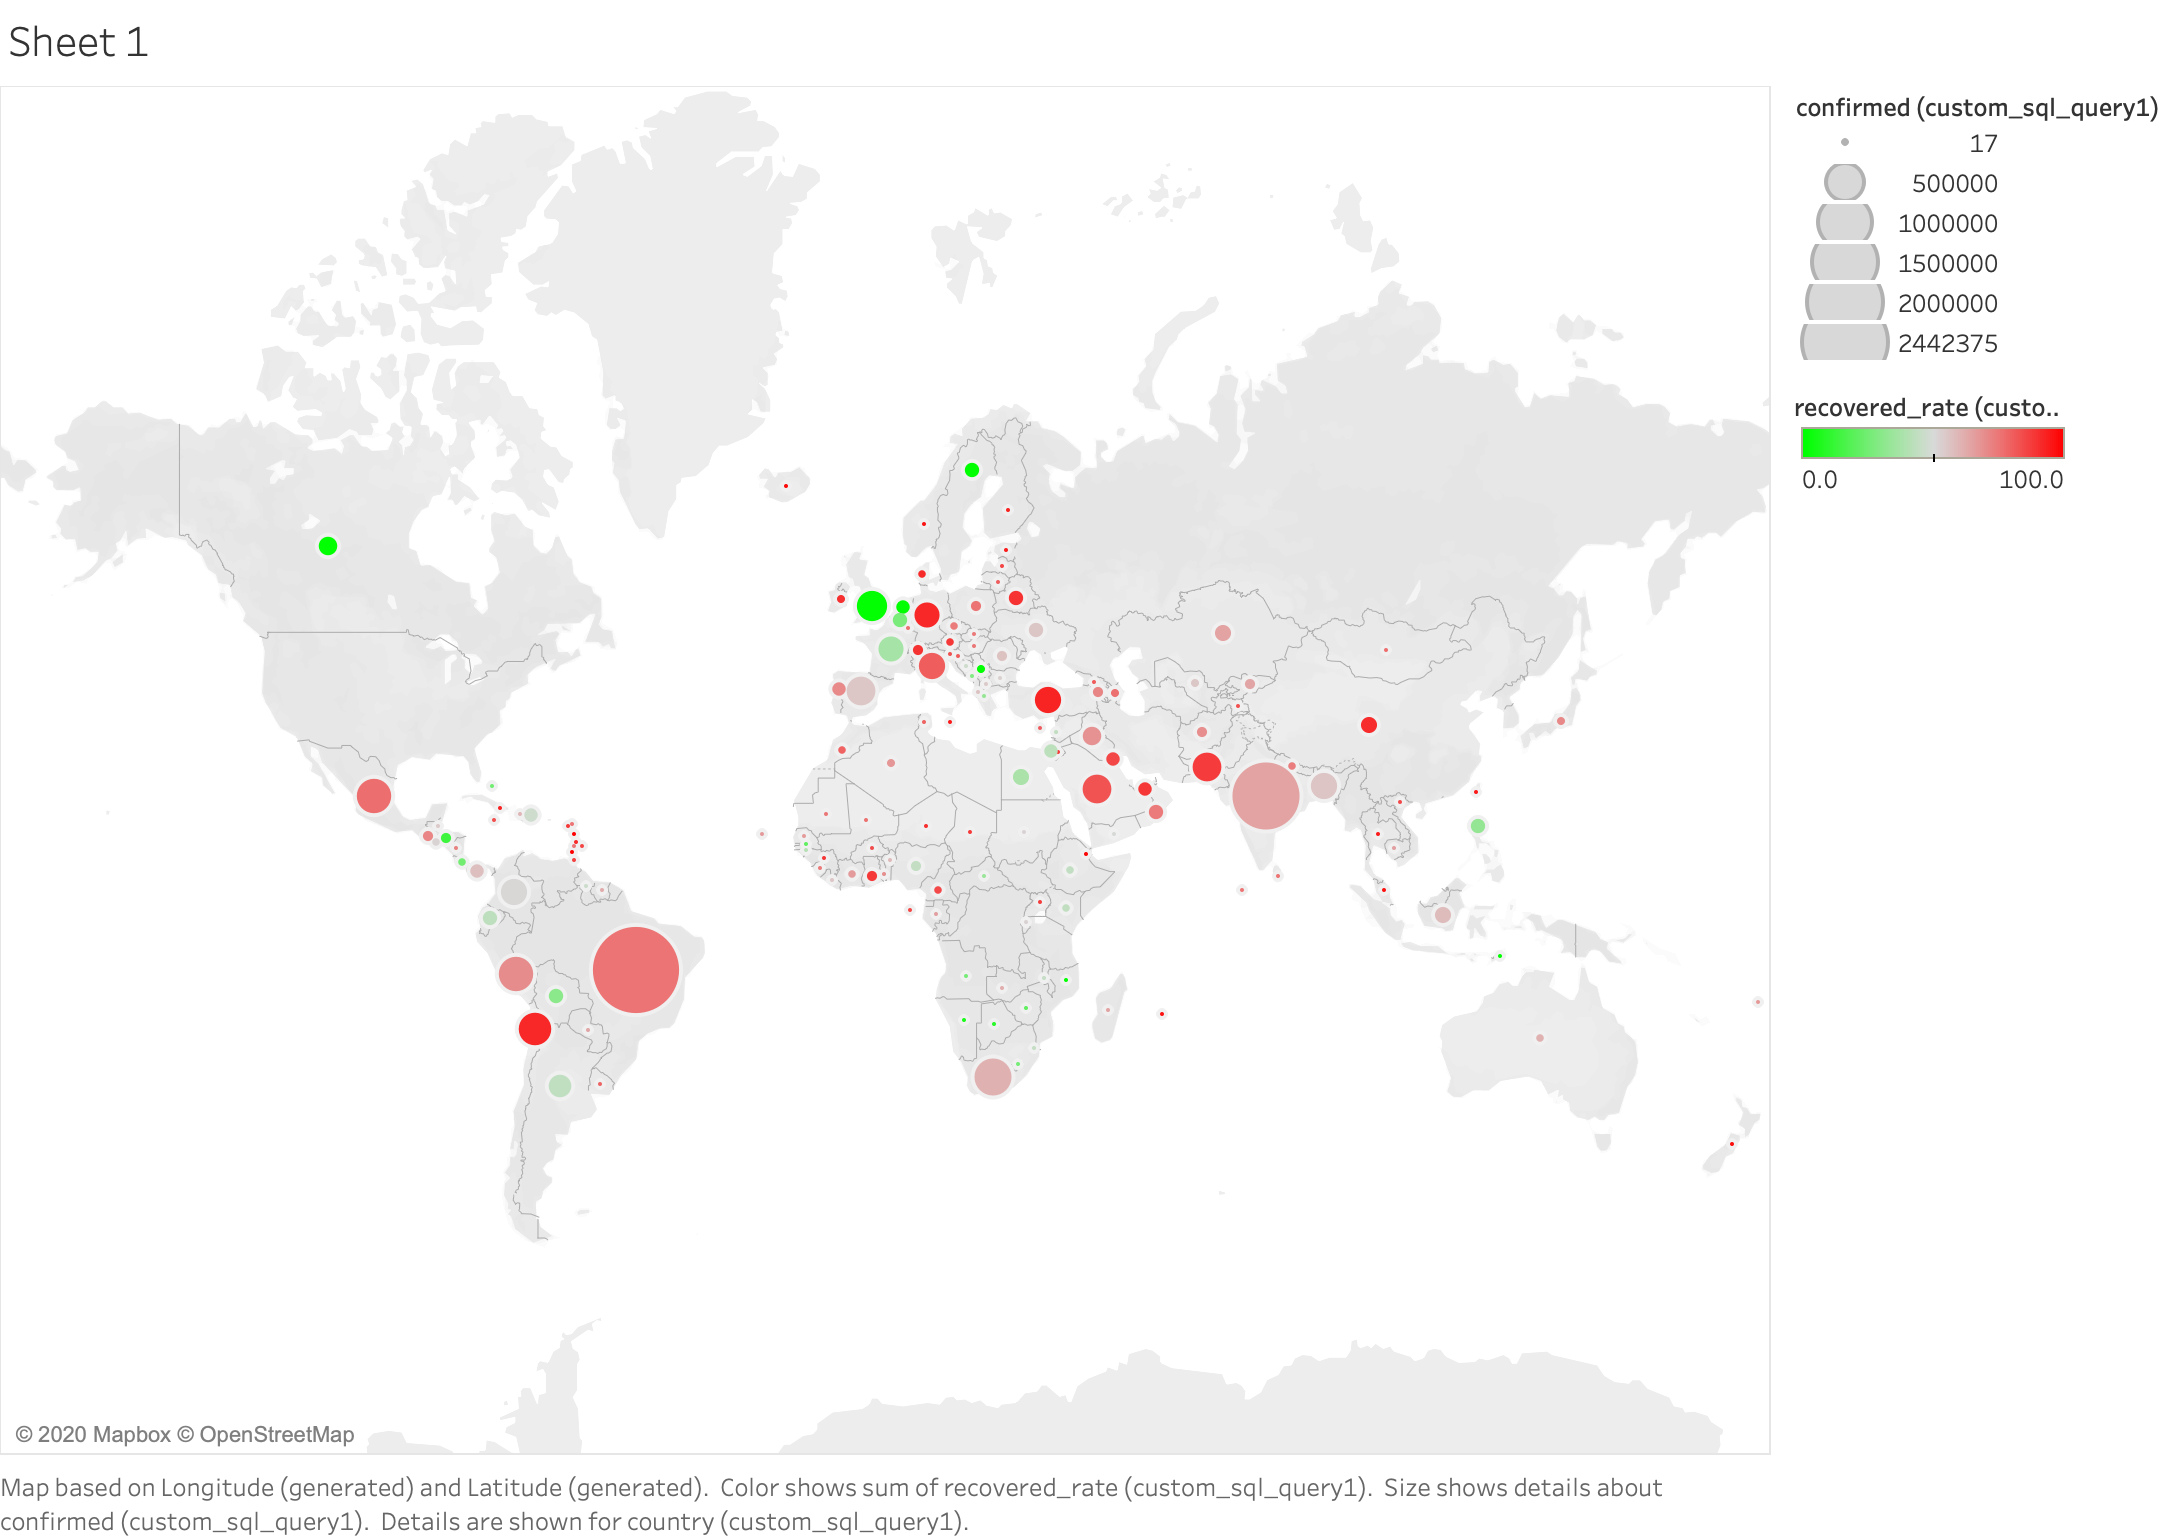 Sheet 1
confirmed (custom_sql_query1)
17
500000
1000000
1500000
2000000
2442375
recovered_rate (custo..
0.0 100.0
© 2020 Mapbox © OpenStreetMap
Map based on Longitude (generated) and Latitude (generated).  Color shows sum of recovered_rate (custom_sql_query1).  Size shows details about
confirmed (custom_sql_query1).  Details are shown for country (custom_sql_query1).